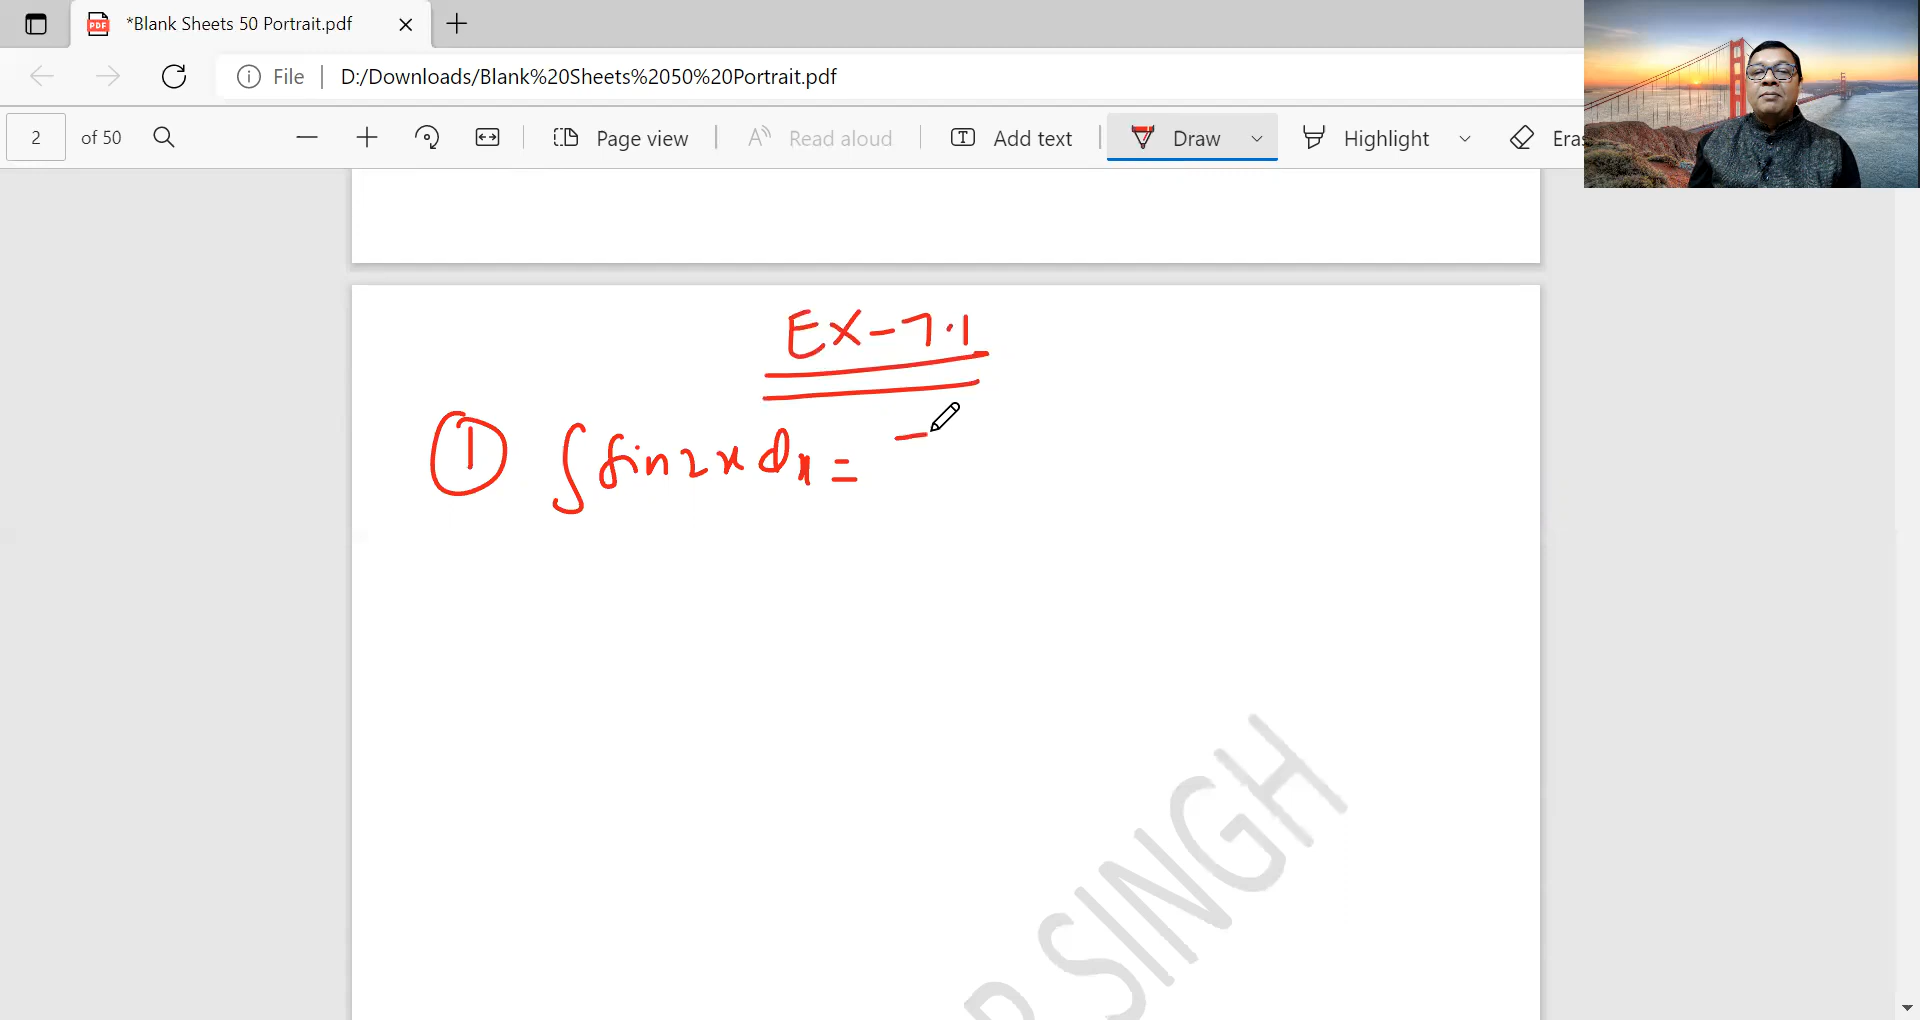 *Blank Sheets 50 Portrait.pdf
File | D:/Downloads/Blank%20Sheets%2050%20Portrait.pdf
2 of 50 Page view Read aloud Add text Draw Highlight Eras
EX-7.1
① ∫ sin2x dx = —
R SINGH